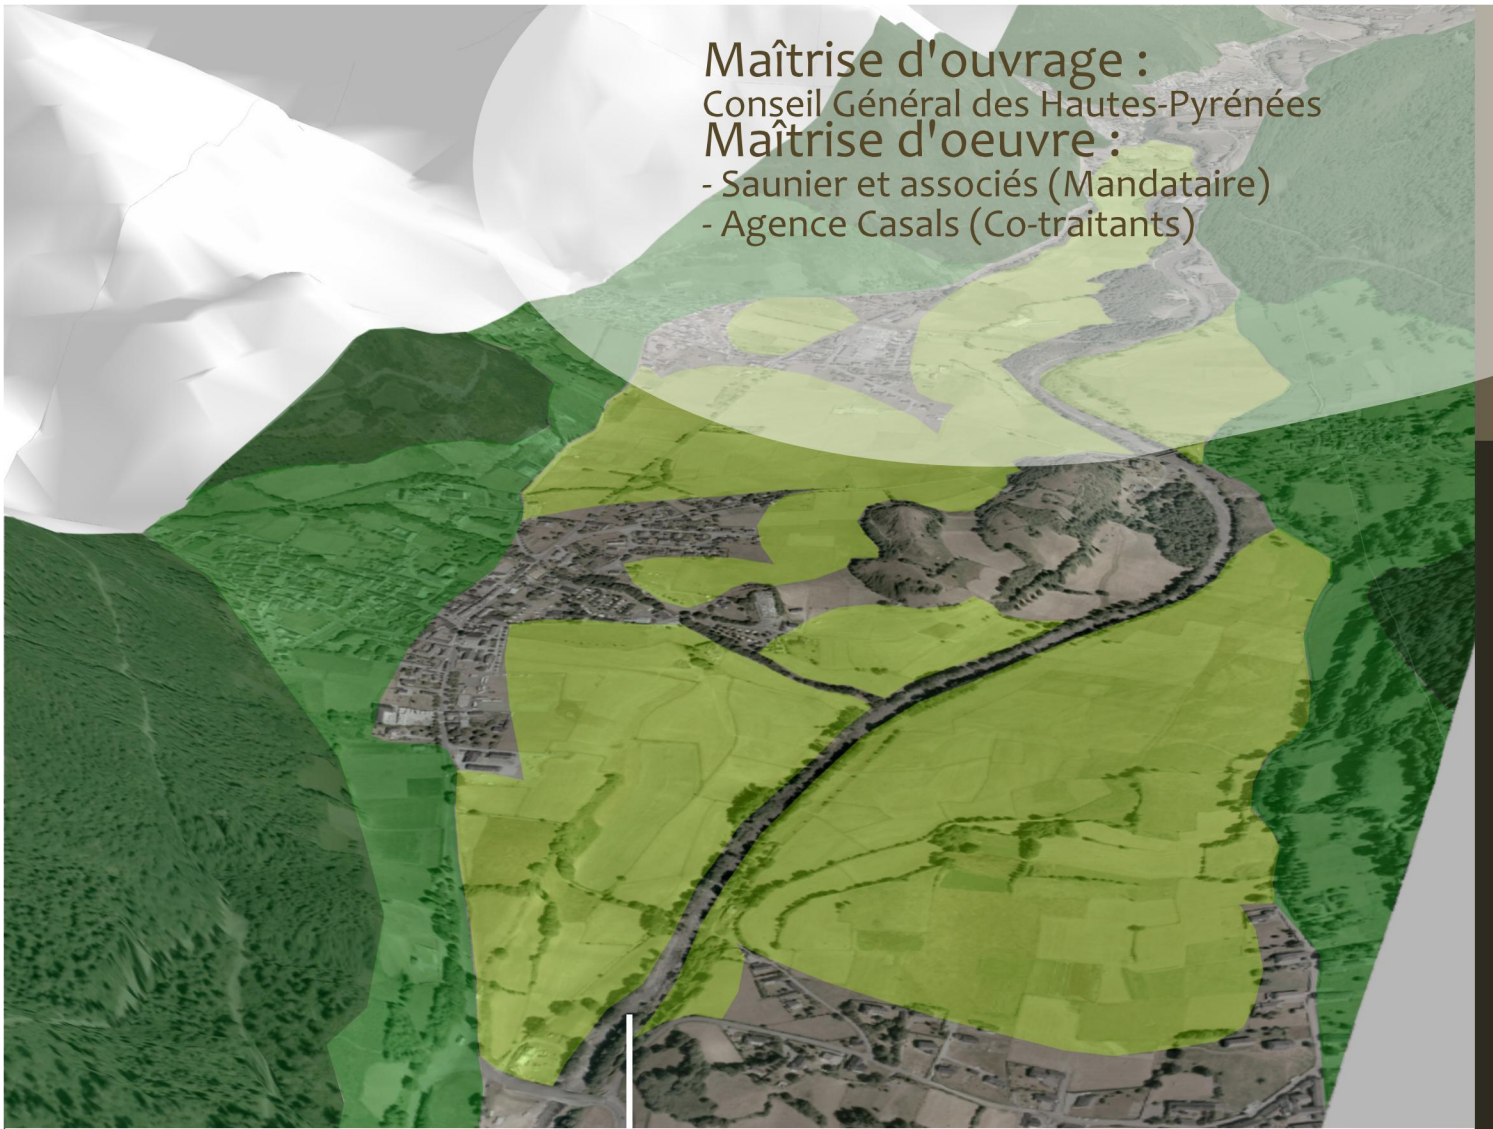 Maîtrise d'ouvrage :
Conseil Général des Hautes-Pyrénées
Maîtrise d'oeuvre :
- Saunier et associés (Mandataire)
- Agence Casals (Co-traitants)